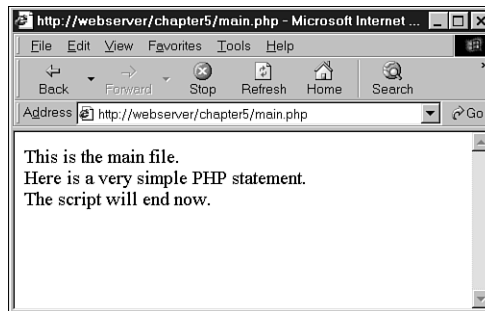 http://webserver/chapter5/main.php - Microsoft Internet ...
File Edit View Favorites Tools Help
Back Forward Stop Refresh Home Search
Address http://webserver/chapter5/main.php Go
This is the main file.
Here is a very simple PHP statement.
The script will end now.